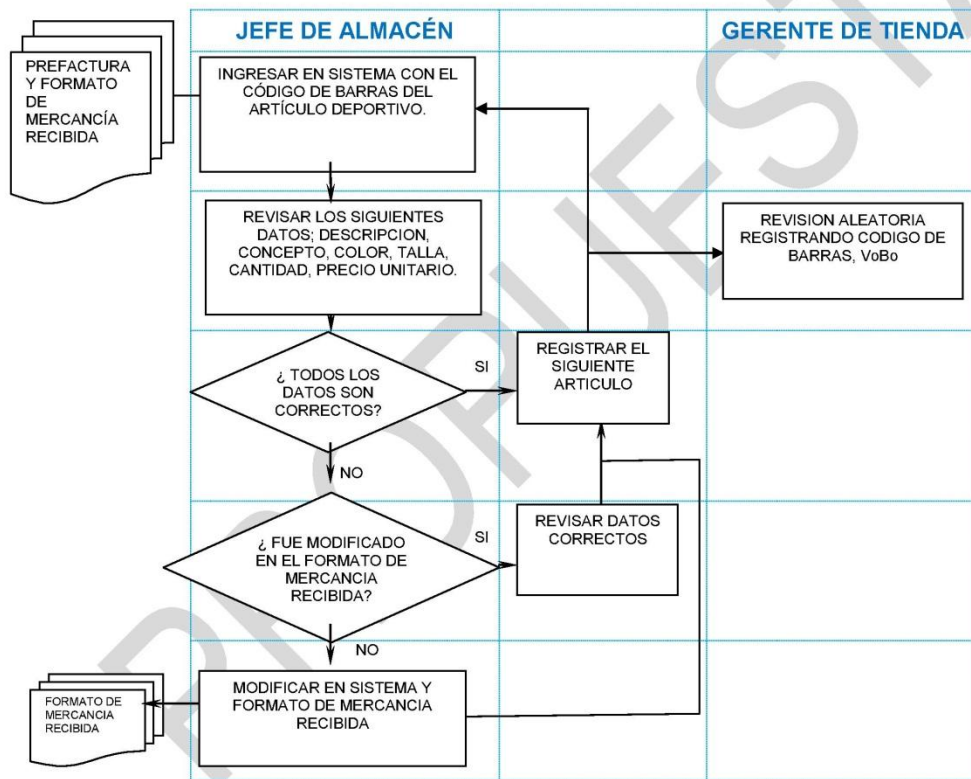 JEFE DE ALMACÉN
GERENTE DE TIENDA
PREFACTURA
Y FORMATO
DE
MERCANCÍA
RECIBIDA
INGRESAR EN SISTEMA CON EL
CÓDIGO DE BARRAS DEL
ARTÍCULO DEPORTIVO.
REVISAR LOS SIGUIENTES
DATOS; DESCRIPCION,
CONCEPTO, COLOR, TALLA,
CANTIDAD, PRECIO UNITARIO.
REVISION ALEATORIA
REGISTRANDO CODIGO DE
BARRAS, VoBo
¿ TODOS LOS
DATOS SON
CORRECTOS?
SI
REGISTRAR EL
SIGUIENTE
ARTICULO
NO
¿ FUE MODIFICADO
EN EL FORMATO DE
MERCANCIA
RECIBIDA?
SI
REVISAR DATOS
CORRECTOS
NO
FORMATO DE
MERCANCIA
RECIBIDA
MODIFICAR EN SISTEMA Y
FORMATO DE MERCANCIA
RECIBIDA
PROPUESTA